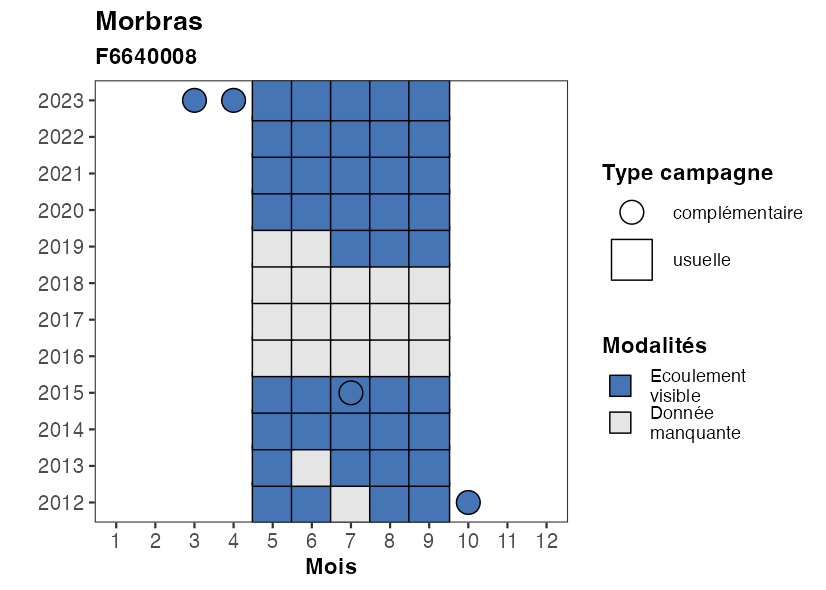 Morbras
F6640008
2023
2022
2021
2020
2019
2018
2017
2016
2015
2014
2013
2012
1 2 3 4 5 6 7 8 9 10 11 12
Mois
Type campagne
complémentaire
usuelle
Modalités
Ecoulement
visible
Donnée
manquante